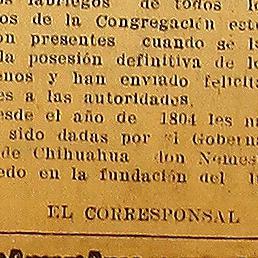 los labriegos de todos l
os de la Congregación est
on presentes cuando se l
la posesión definitiva de l
enos y han enviado felicit
es a las autoridades.
esde el año de 1804 les
sido dadas por el Gobern
de Chihuahua don Nemes
edo en la fundación del
EL CORRESPONSAL